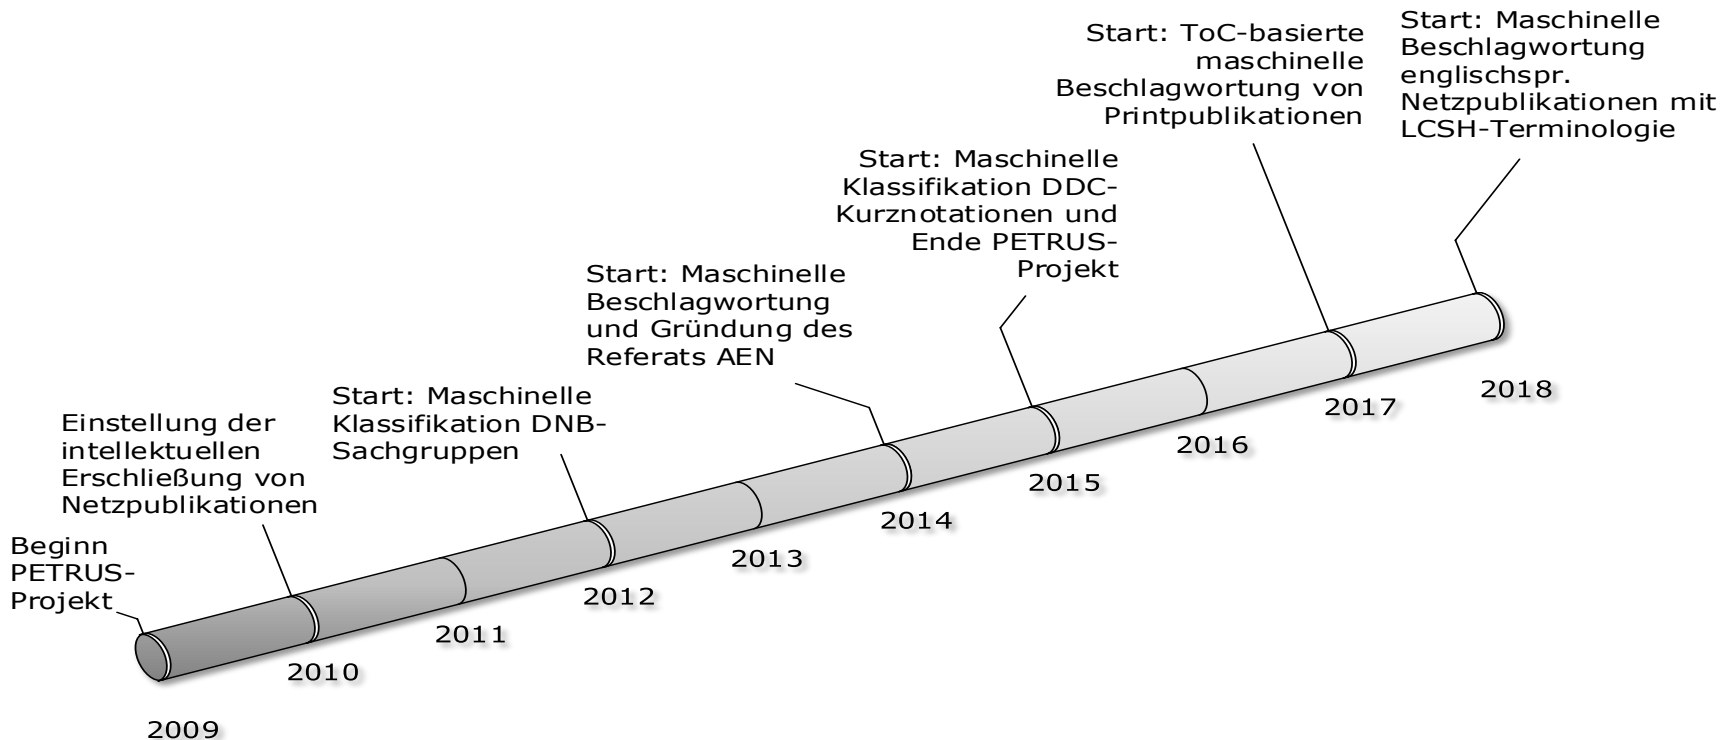 Beginn
PETRUS-
Projekt
2009
Einstellung der
intellektuellen
Erschließung von
Netzpublikationen
2010
2011
Start: Maschinelle
Klassifikation DNB-
Sachgruppen
2012
2013
Start: Maschinelle
Beschlagwortung
und Gründung des
Referats AEN
2014
Start: Maschinelle
Klassifikation DDC-
Kurznotationen und
Ende PETRUS-
Projekt
2015
2016
Start: ToC-basierte
maschinelle
Beschlagwortung von
Printpublikationen
2017
Start: Maschinelle
Beschlagwortung
englischspr.
Netzpublikationen mit
LCSH-Terminologie
2018